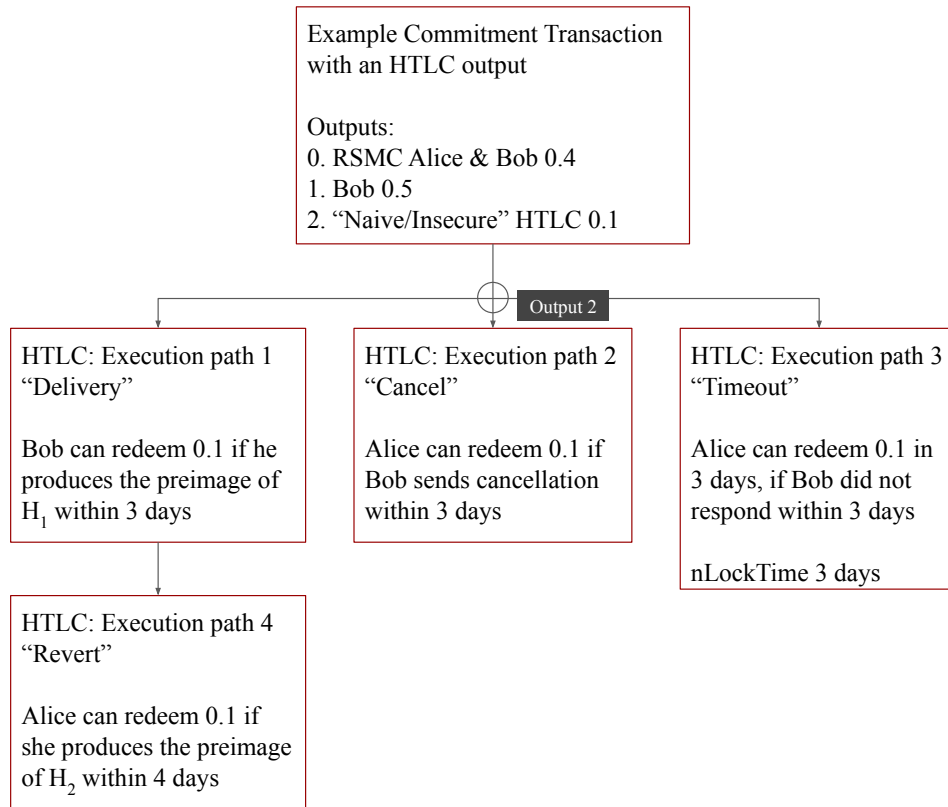 Example Commitment Transaction
with an HTLC output
Outputs:
0. RSMC Alice & Bob 0.4
1. Bob 0.5
2. “Naive/Insecure” HTLC 0.1
Output 2
HTLC: Execution path 1
“Delivery”
Bob can redeem 0.1 if he
produces the preimage of
H₁ within 3 days
HTLC: Execution path 2
“Cancel”
Alice can redeem 0.1 if
Bob sends cancellation
within 3 days
HTLC: Execution path 3
“Timeout”
Alice can redeem 0.1 in
3 days, if Bob did not
respond within 3 days
nLockTime 3 days
HTLC: Execution path 4
“Revert”
Alice can redeem 0.1 if
she produces the preimage
of H₂ within 4 days